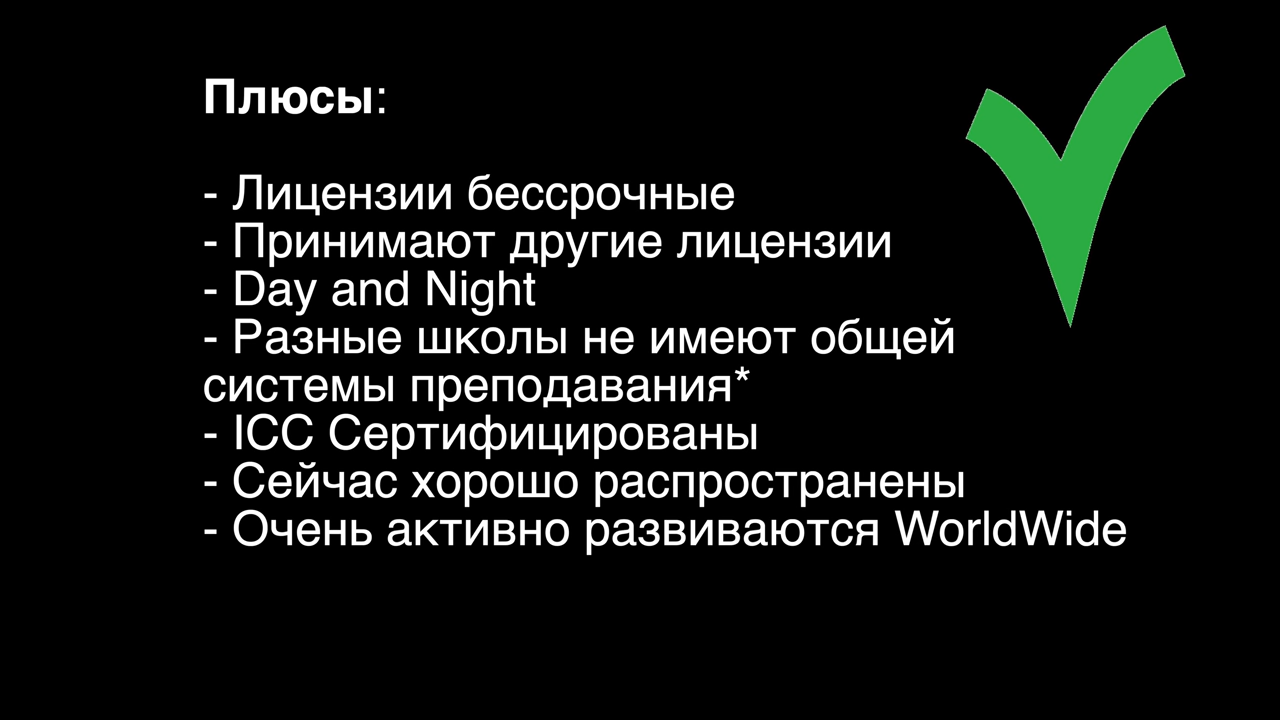 Плюсы:
- Лицензии бессрочные
- Принимают другие лицензии
- Day and Night
- Разные школы не имеют общей
системы преподавания*
- ICC Сертифицированы
- Сейчас хорошо распространены
- Очень активно развиваются WorldWide